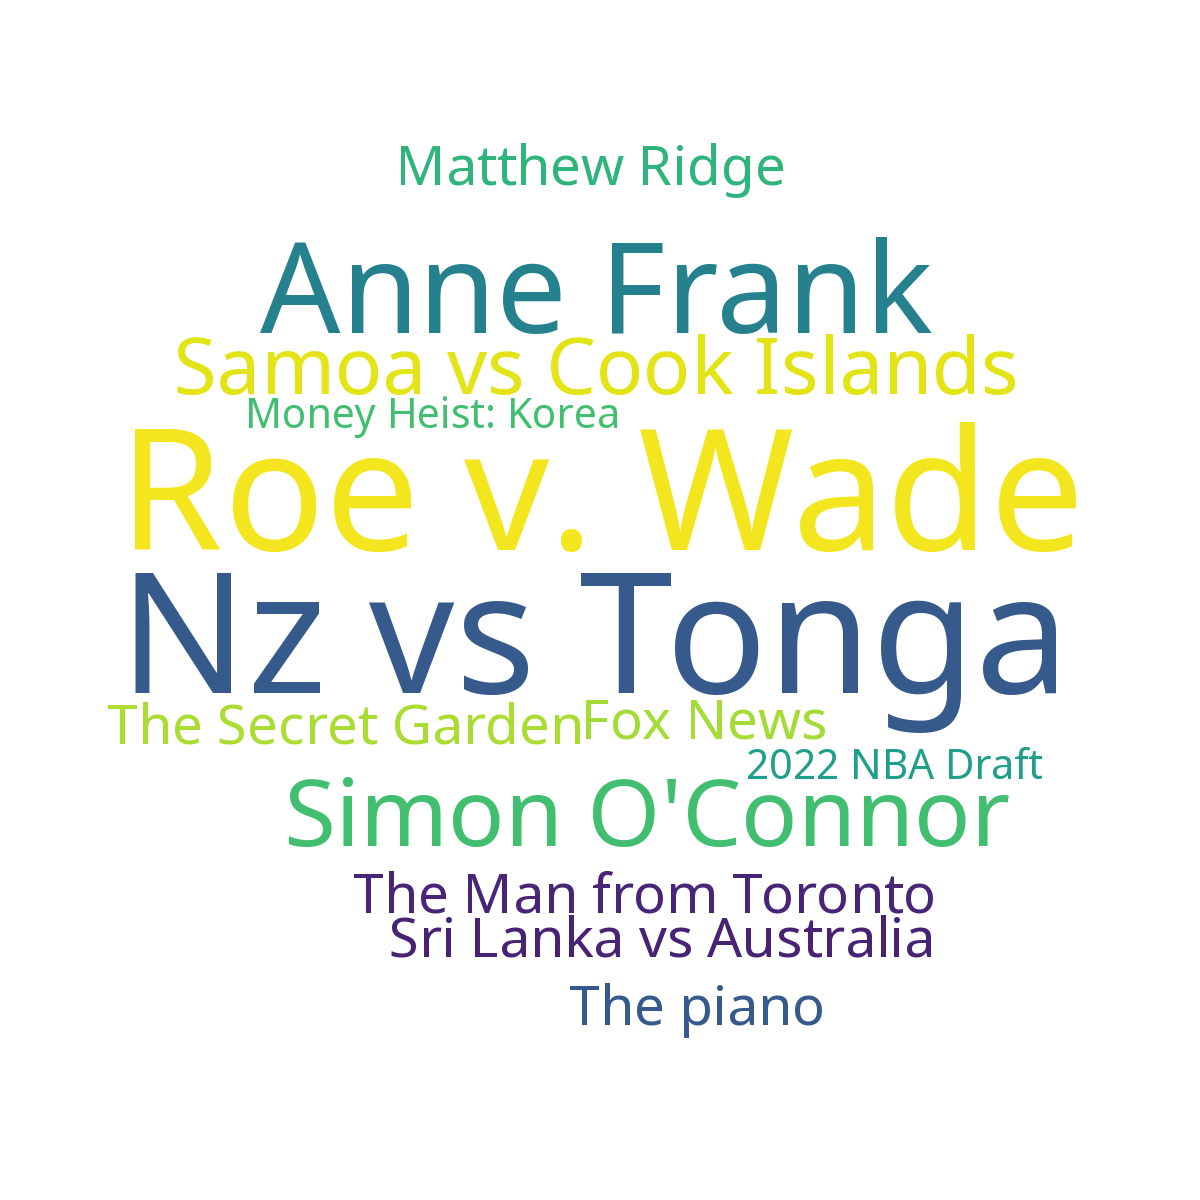 Matthew Ridge
Anne Frank
Samoa vs Cook Islands
Money Heist: Korea
Roe v. Wade
Nz vs Tonga
The Secret Garden
Fox News
2022 NBA Draft
Simon O'Connor
The Man from Toronto
Sri Lanka vs Australia
The piano